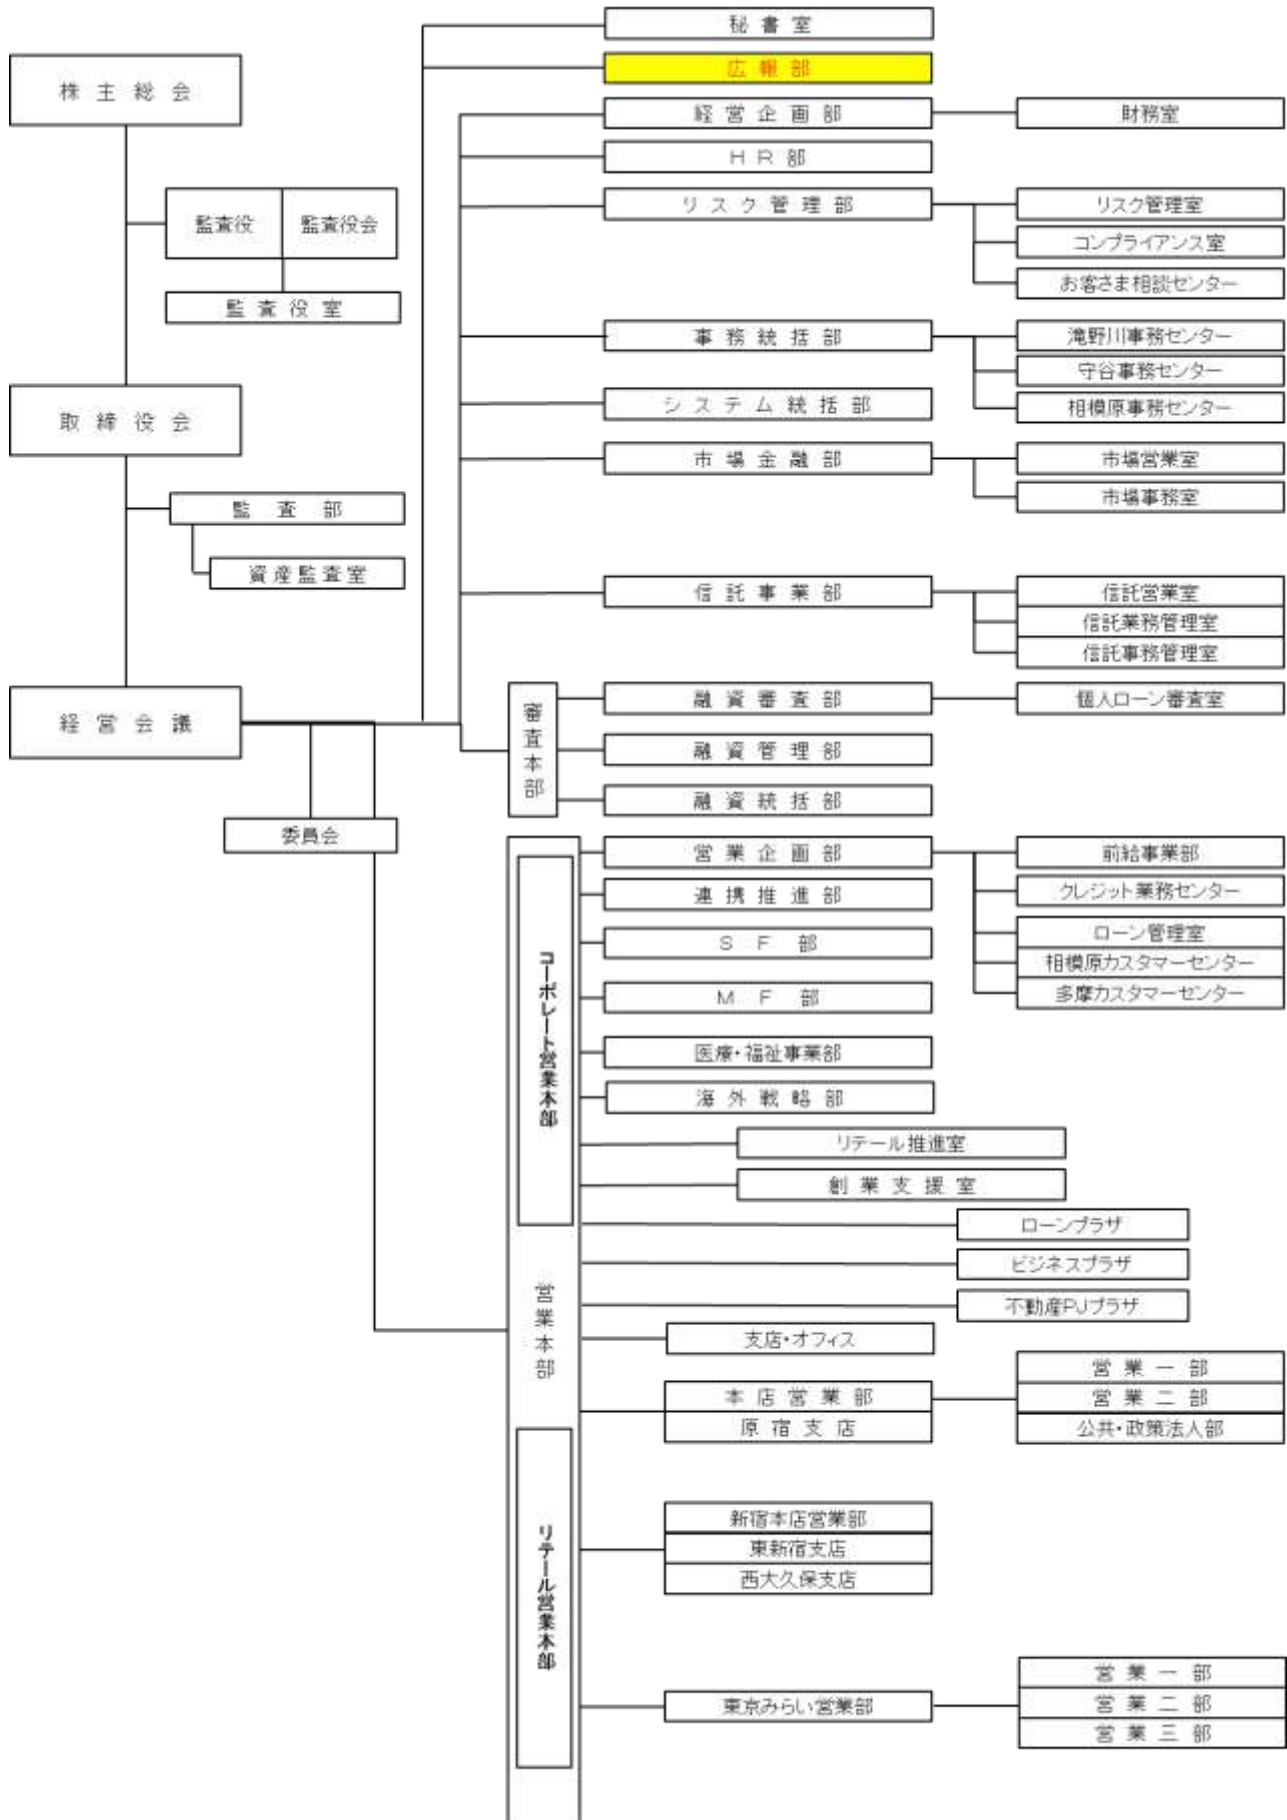 秘書室
広報部
株主総会
経営企画部
財務室
HR部
監査役
監査役会
リスク管理部
リスク管理室
コンプライアンス室
お客さま相談センター
監査役室
事務統括部
滝野川事務センター
守谷事務センター
相模原事務センター
取締役会
システム統括部
市場金融部
市場営業室
市場事務室
監査部
資産監査室
信託事業部
信託営業室
信託業務管理室
信託事務管理室
経営会議
審査本部
融資審査部
個人ローン審査室
融資管理部
融資統括部
委員会
営業企画部
前給事業部
クレジット業務センター
ローン管理室
相模原カスタマーセンター
多摩カスタマーセンター
連携推進部
SF部
MF部
コーポレート営業本部
医療・福祉事業部
海外戦略部
リテール推進室
創業支援室
ローンプラザ
ビジネスプラザ
不動産PJプラザ
営業本部
支店・オフィス
本店営業部
原宿支店
営業一部
営業二部
公共・政策法人部
リテール営業本部
新宿本店営業部
東新宿支店
西大久保支店
東京みらい営業部
営業一部
営業二部
営業三部